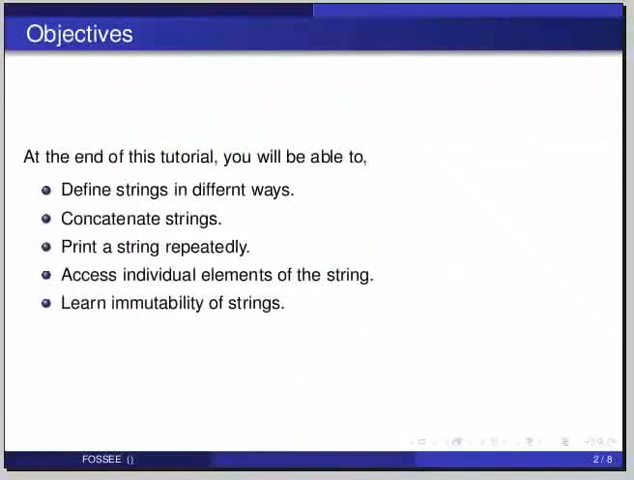 Objectives
At the end of this tutorial, you will be able to,
Define strings in differnt ways.
Concatenate strings.
Print a string repeatedly.
Access individual elements of the string.
Learn immutability of strings.
FOSSEE ()
2 / 8